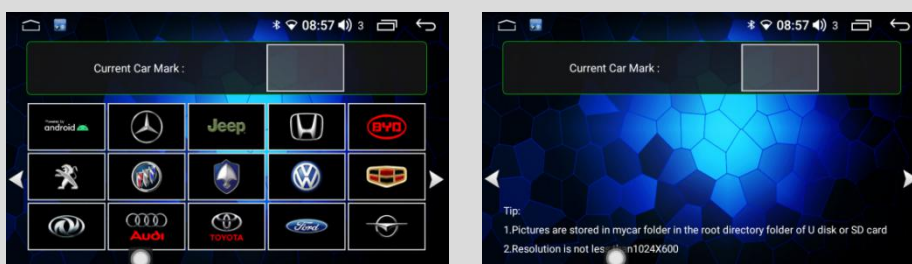 08:57 3
Current Car Mark :
Powered by
android
Jeep
BYD
Audi
TOYOTA
Ford
08:57 3
Current Car Mark :
Tip:
1.Pictures are stored in mycar folder in the root directory folder of U disk or SD card
2.Resolution is not n1024X600